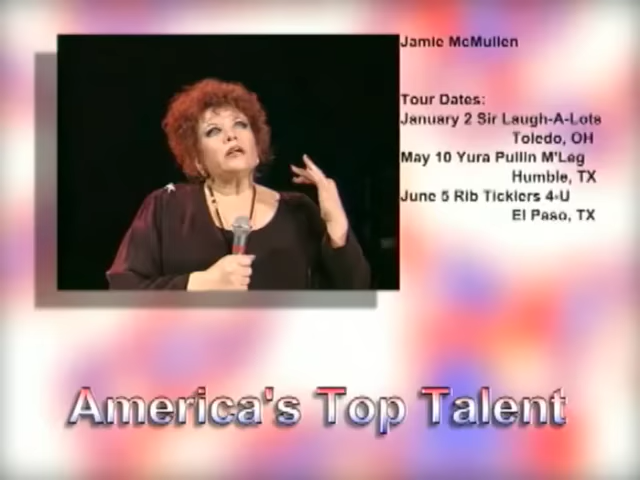 Jamie McMullen
Tour Dates:
January 2 Sir Laugh-A-Lots
Toledo, OH
May 10 Yura Pullin M'Leg
Humble, TX
June 5 Rib Ticklers 4-U
El Paso, TX
America's Top Talent